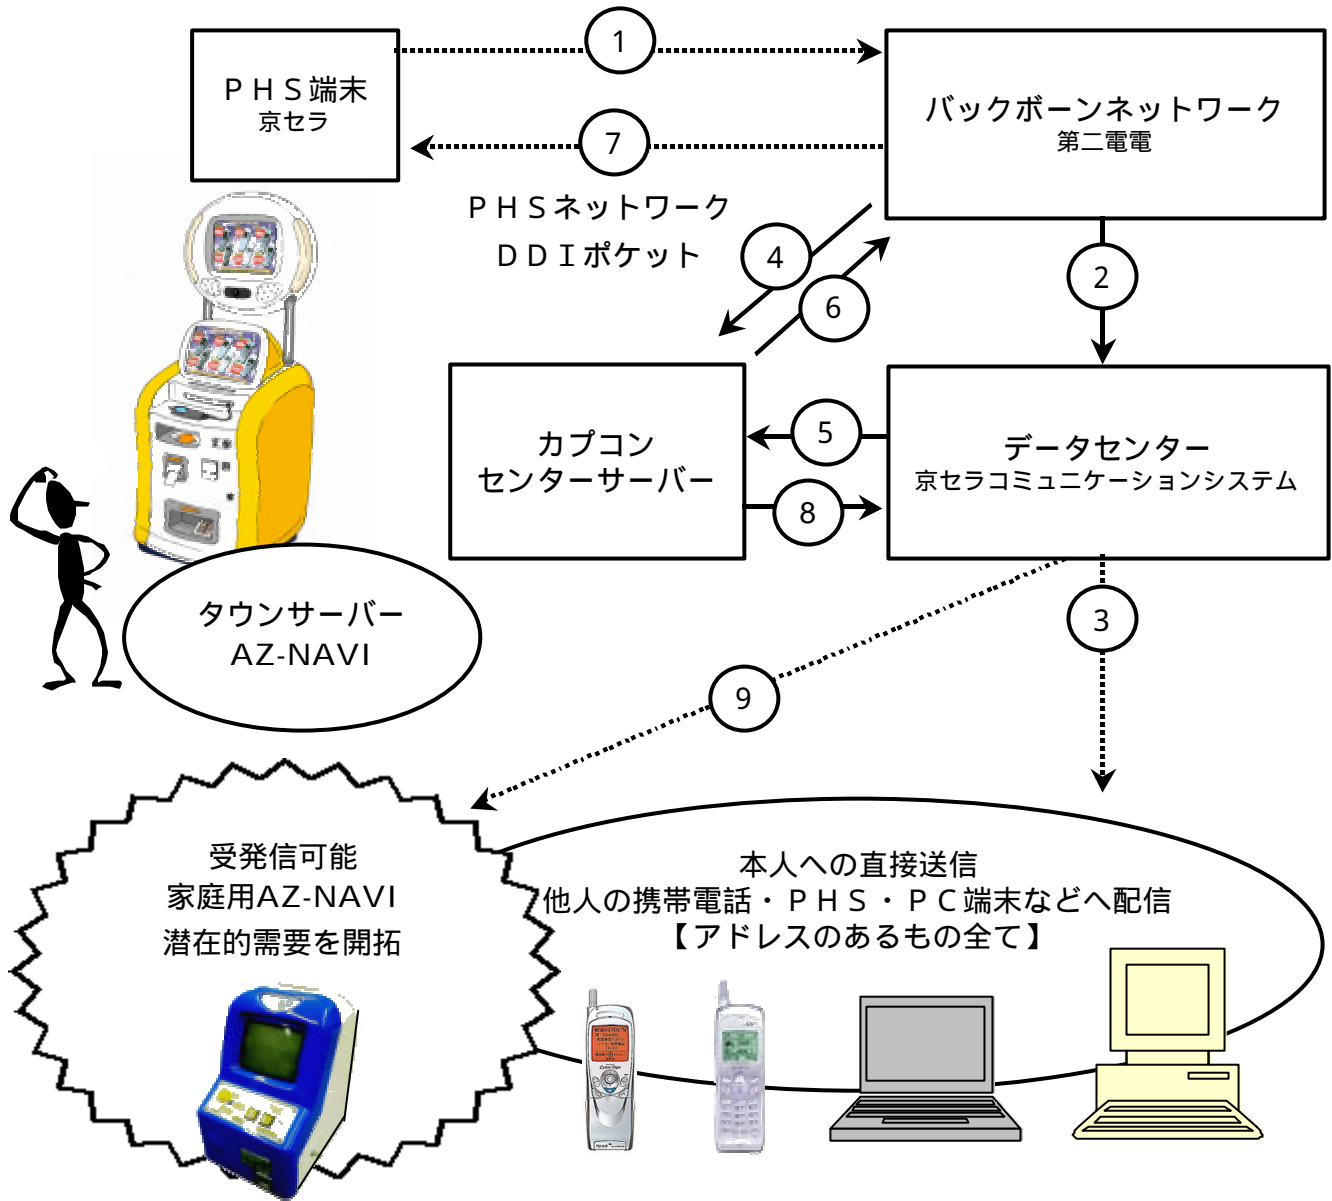 1
ＰＨＳ端末
京セラ
バックボーンネットワーク
第二電電
7
ＰＨＳネットワーク
ＤＤＩポケット
4
6
2
カプコン
センターサーバー
5
8
データセンター
京セラコミュニケーションシステム
タウンサーバー
AZ-NAVI
3
9
受発信可能
家庭用AZ-NAVI
潜在的需要を開拓
本人への直接送信
他人の携帯電話・ＰＨＳ・ＰＣ端末などへ配信
【アドレスのあるもの全て】